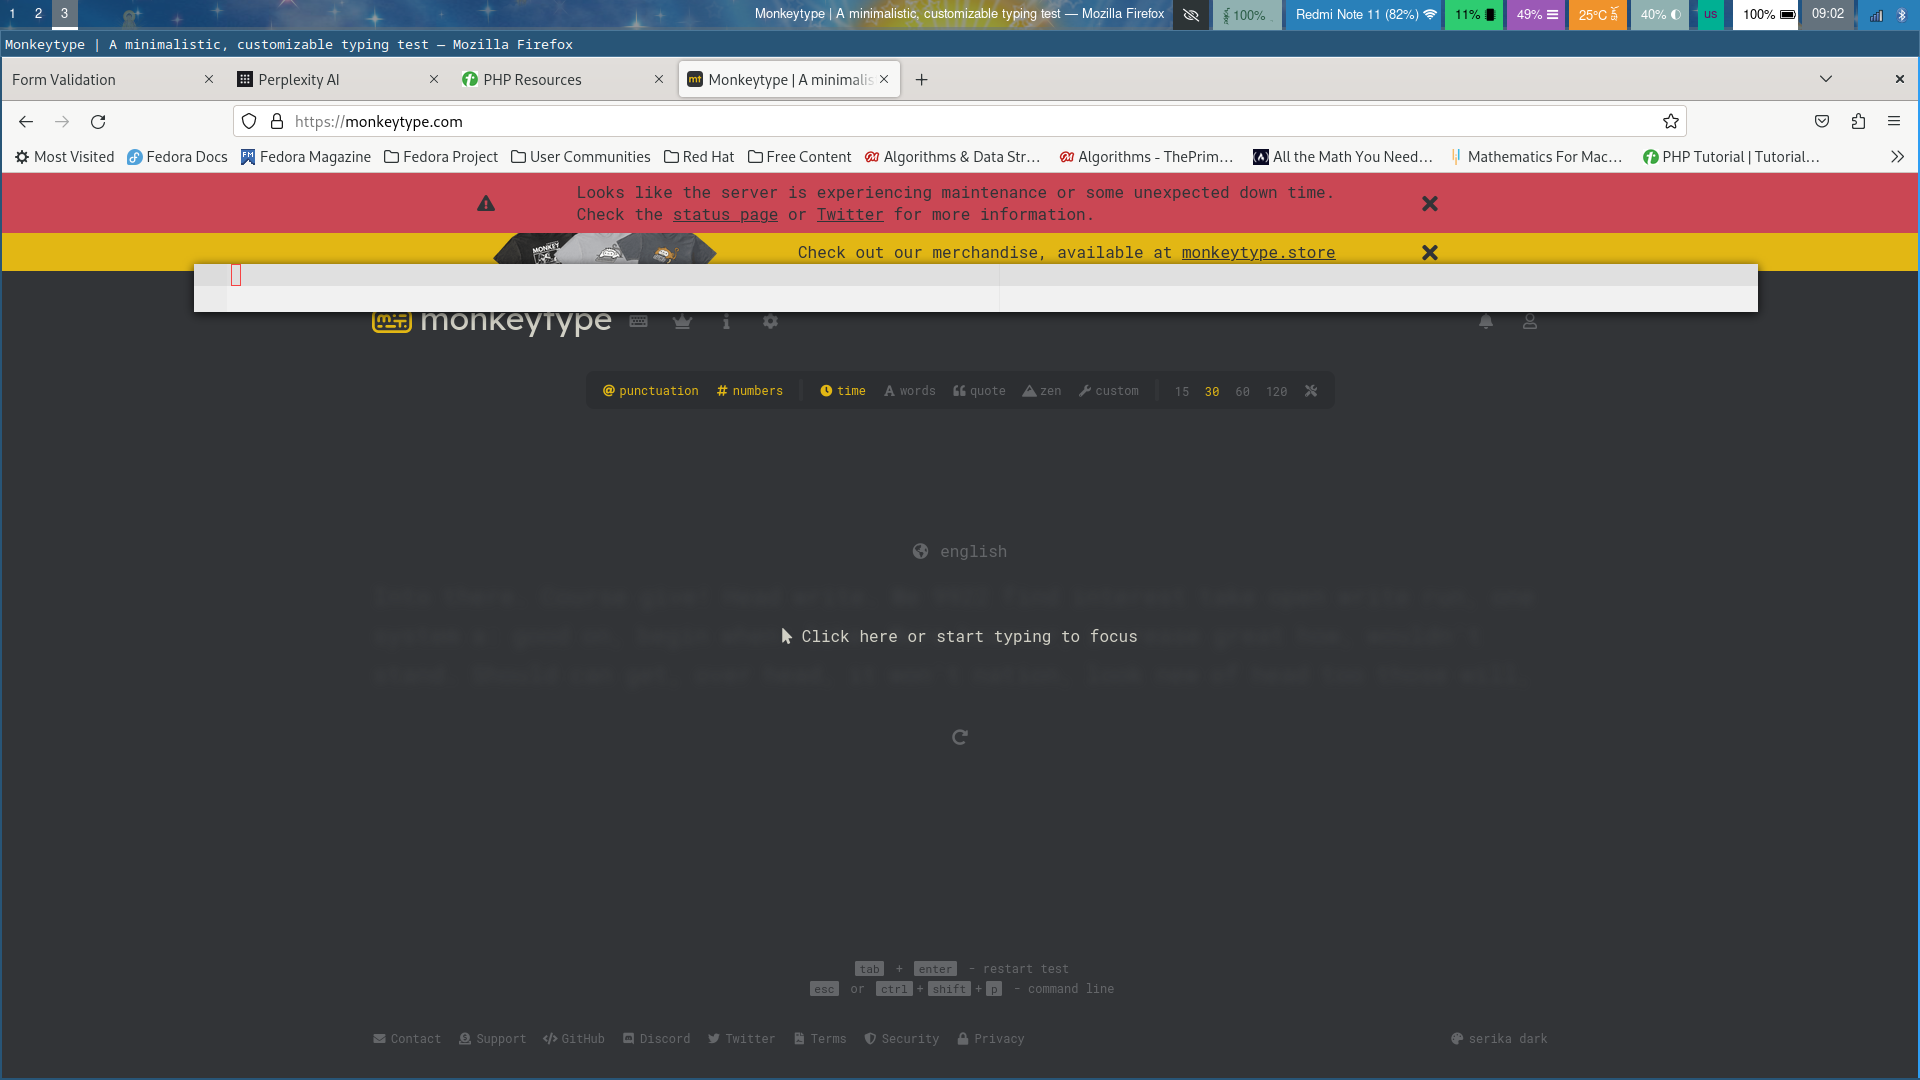 1 2 3 Monkeytype | A minimalistic, customizable typing test — Mozilla Firefox 100% Redmi Note 11 (82%) 11% 49% 25°C 40% us 100% 09:02
Monkeytype | A minimalistic, customizable typing test — Mozilla Firefox
Form Validation Perplexity AI PHP Resources Monkeytype | A minimalis
https://monkeytype.com
Most Visited Fedora Docs Fedora Magazine Fedora Project User Communities Red Hat Free Content Algorithms & Data Str… Algorithms - ThePrim… All the Math You Need… Mathematics For Mac… PHP Tutorial | Tutorial…
Looks like the server is experiencing maintenance or some unexpected down time.
Check the status page or Twitter for more information.
Check out our merchandise, available at monkeytype.store
monkeytype
punctuation numbers time words quote zen custom 15 30 60 120
english
Click here or start typing to focus
tab + enter - restart test
esc or ctrl + shift + p - command line
Contact Support GitHub Discord Twitter Terms Security Privacy serika dark